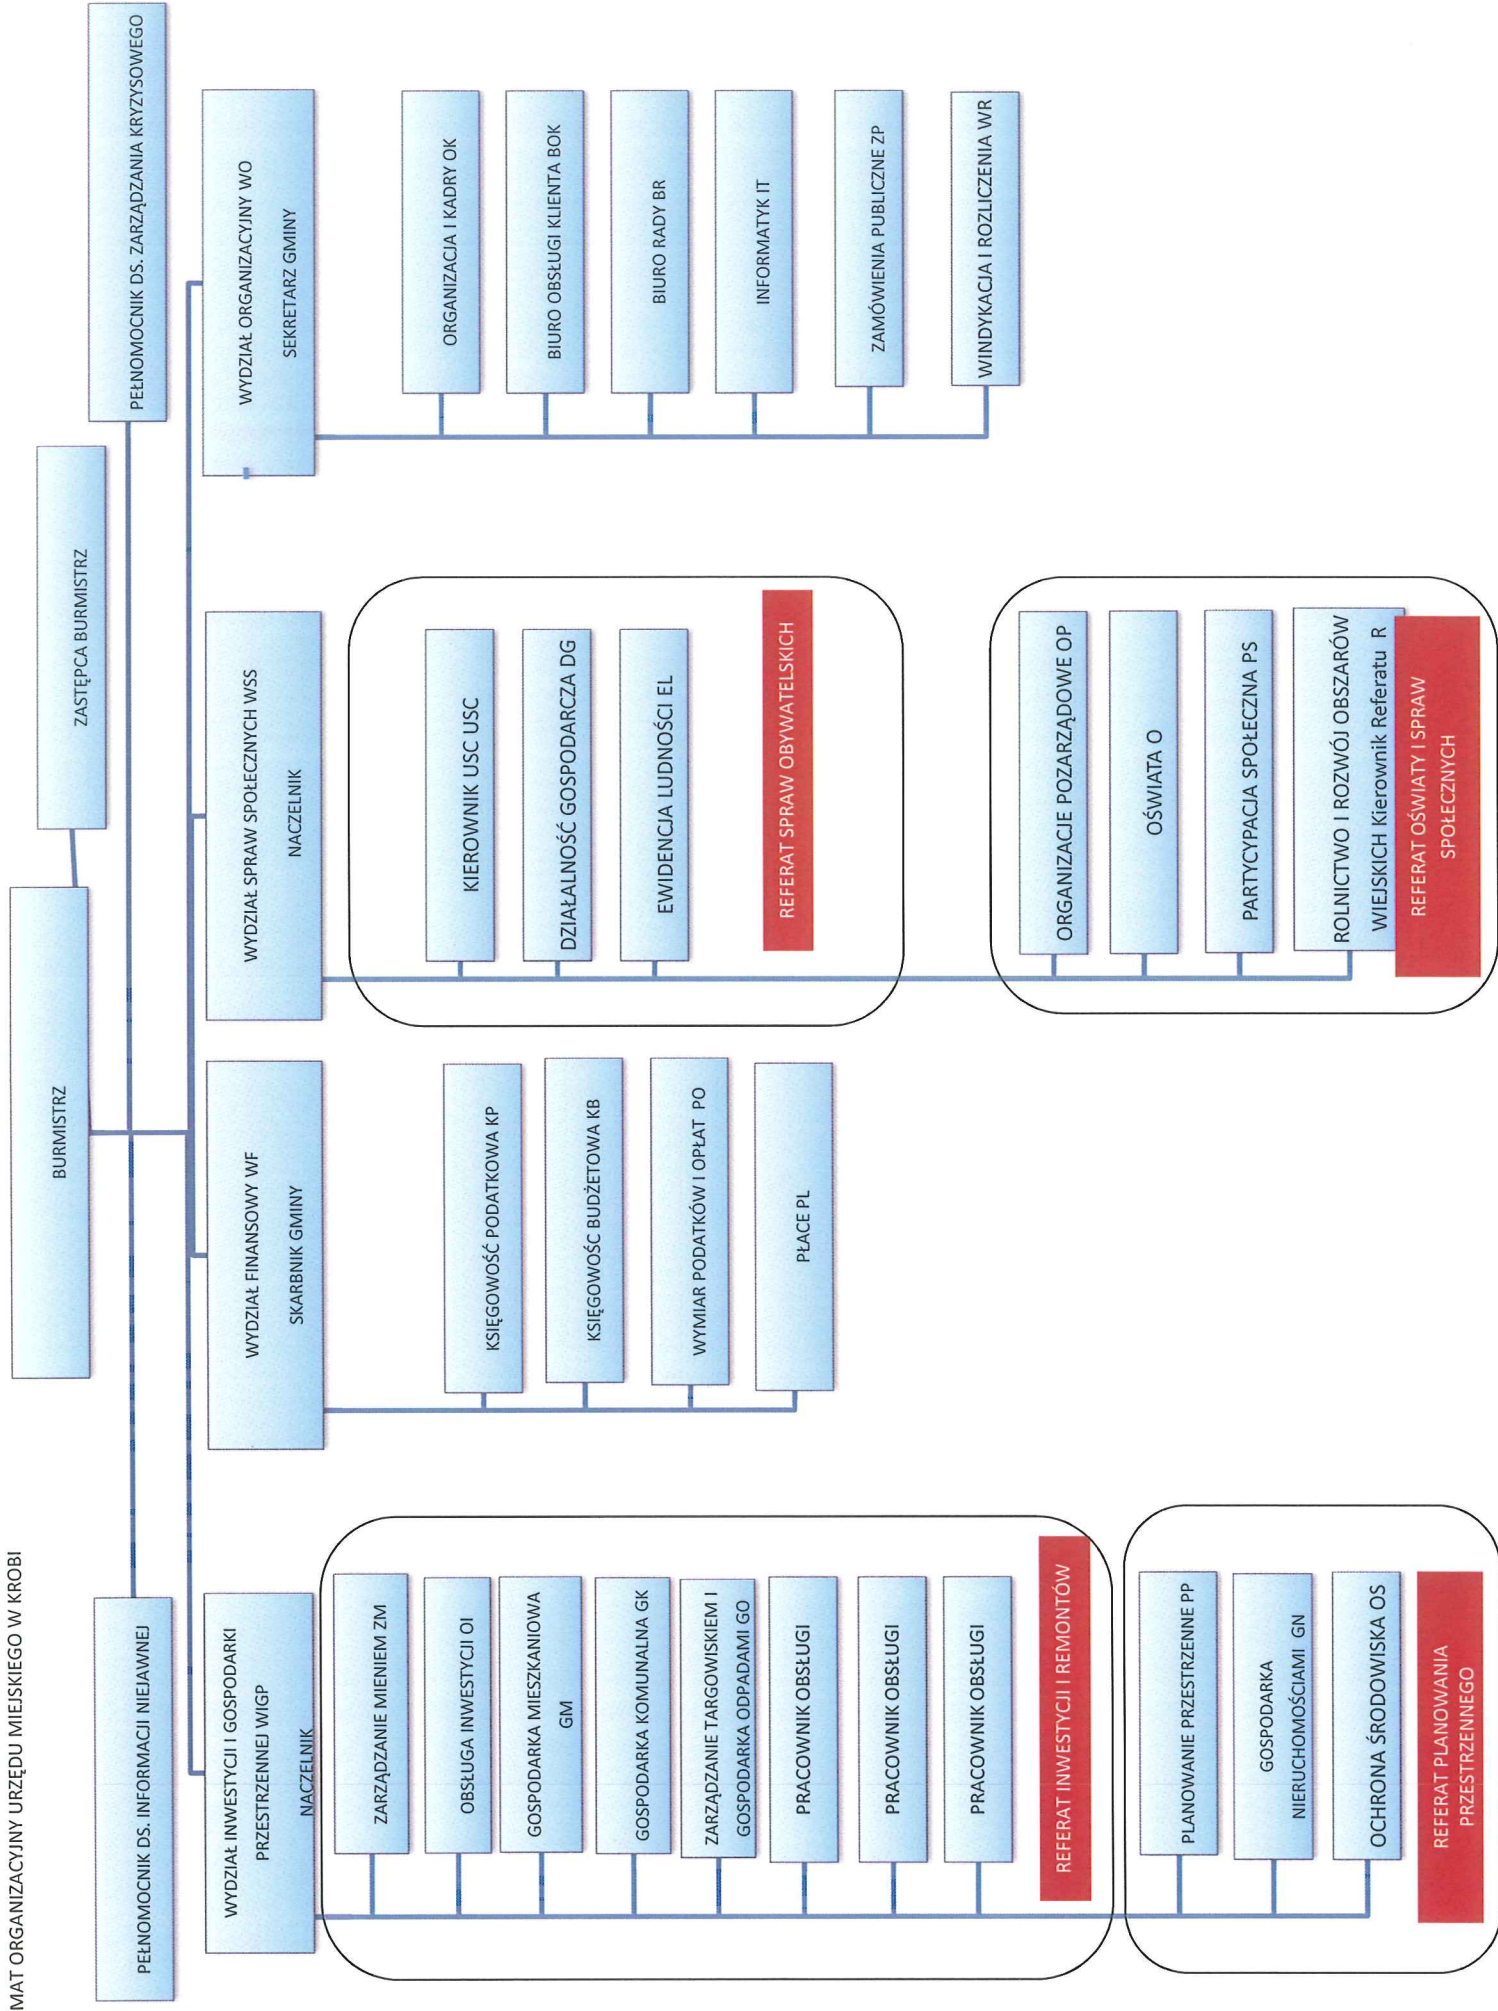 MAT ORGANIZACYJNY URZĘDU MIEJSKIEGO W KROBI
BURMISTRZ
ZASTĘPCA BURMISTRZ
PEŁNOMOCNIK DS. INFORMACJI NIEJAWNEJ
PEŁNOMOCNIK DS. ZARZĄDZANIA KRYZYSOWEGO
WYDZIAŁ INWESTYCJI I GOSPODARKI
PRZESTRZENNEJ WIGP
NACZELNIK
ZARZĄDZANIE MIENIEM ZM
OBSŁUGA INWESTYCJI OI
GOSPODARKA MIESZKANIOWA
GM
GOSPODARKA KOMUNALNA GK
ZARZĄDZANIE TARGOWISKIEM I
GOSPODARKA ODPADAMI GO
PRACOWNIK OBSŁUGI
PRACOWNIK OBSŁUGI
PRACOWNIK OBSŁUGI
REFERAT INWESTYCJI I REMONTÓW
PLANOWANIE PRZESTRZENNE PP
GOSPODARKA
NIERUCHOMOŚCIAMI GN
OCHRONA ŚRODOWISKA OS
REFERAT PLANOWANIA
PRZESTRZENNEGO
WYDZIAŁ FINANSOWY WF
SKARBNIK GMINY
KSIĘGOWOŚĆ PODATKOWA KP
KSIĘGOWOŚC BUDŻETOWA KB
WYMIAR PODATKÓW I OPŁAT PO
PŁACE PL
WYDZIAŁ SPRAW SPOŁECZNYCH WSS
NACZELNIK
KIEROWNIK USC USC
DZIAŁALNOŚĆ GOSPODARCZA DG
EWIDENCJA LUDNOŚCI EL
REFERAT SPRAW OBYWATELSKICH
ORGANIZACJE POZARZĄDOWE OP
OŚWIATA O
PARTYCYPACJA SPOŁECZNA PS
ROLNICTWO I ROZWÓJ OBSZARÓW
WIEJSKICH Kierownik Referatu R
REFERAT OŚWIATY I SPRAW
SPOŁECZNYCH
WYDZIAŁ ORGANIZACYJNY WO
SEKRETARZ GMINY
ORGANIZACJA I KADRY OK
BIURO OBSŁUGI KLIENTA BOK
BIURO RADY BR
INFORMATYK IT
ZAMÓWIENIA PUBLICZNE ZP
WINDYKACJA I ROZLICZENIA WR